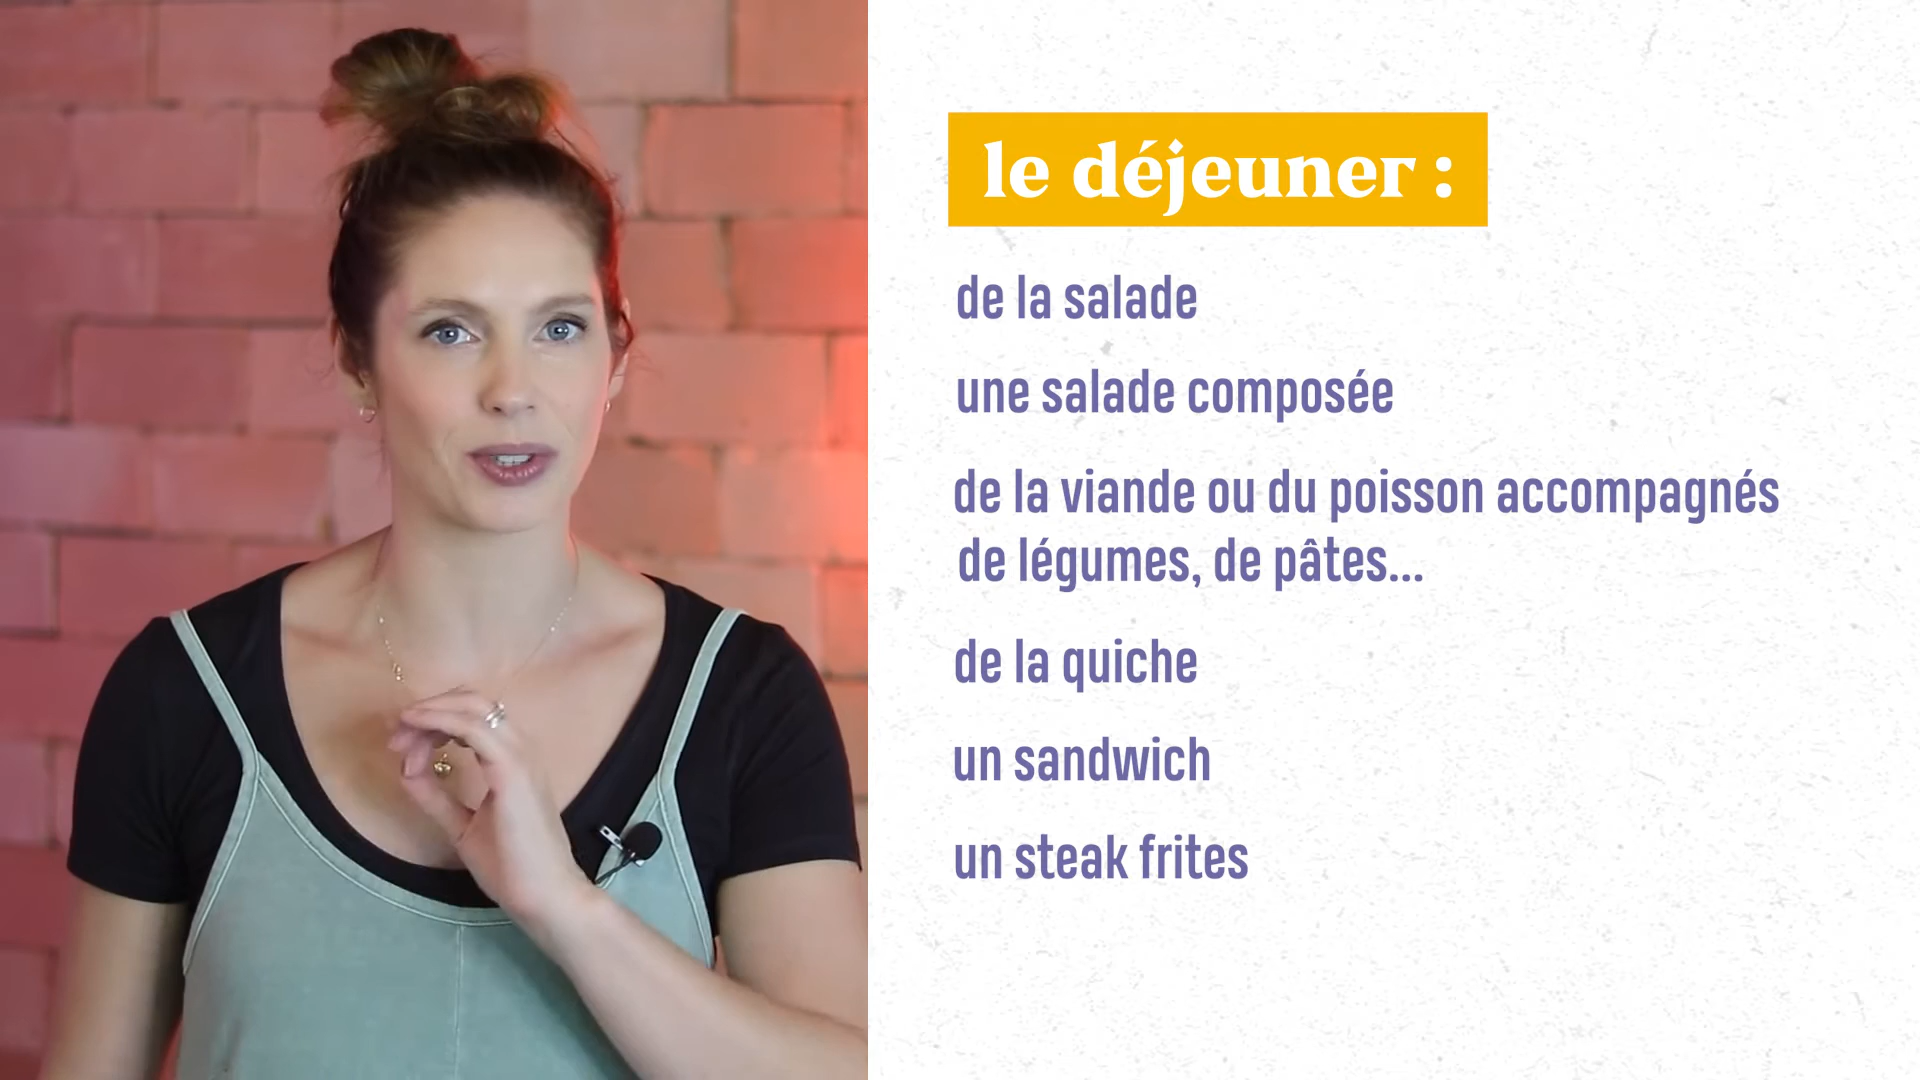 le déjeuner :
de la salade
une salade composée
de la viande ou du poisson accompagnés
de légumes, de pâtes...
de la quiche
un sandwich
un steak frites